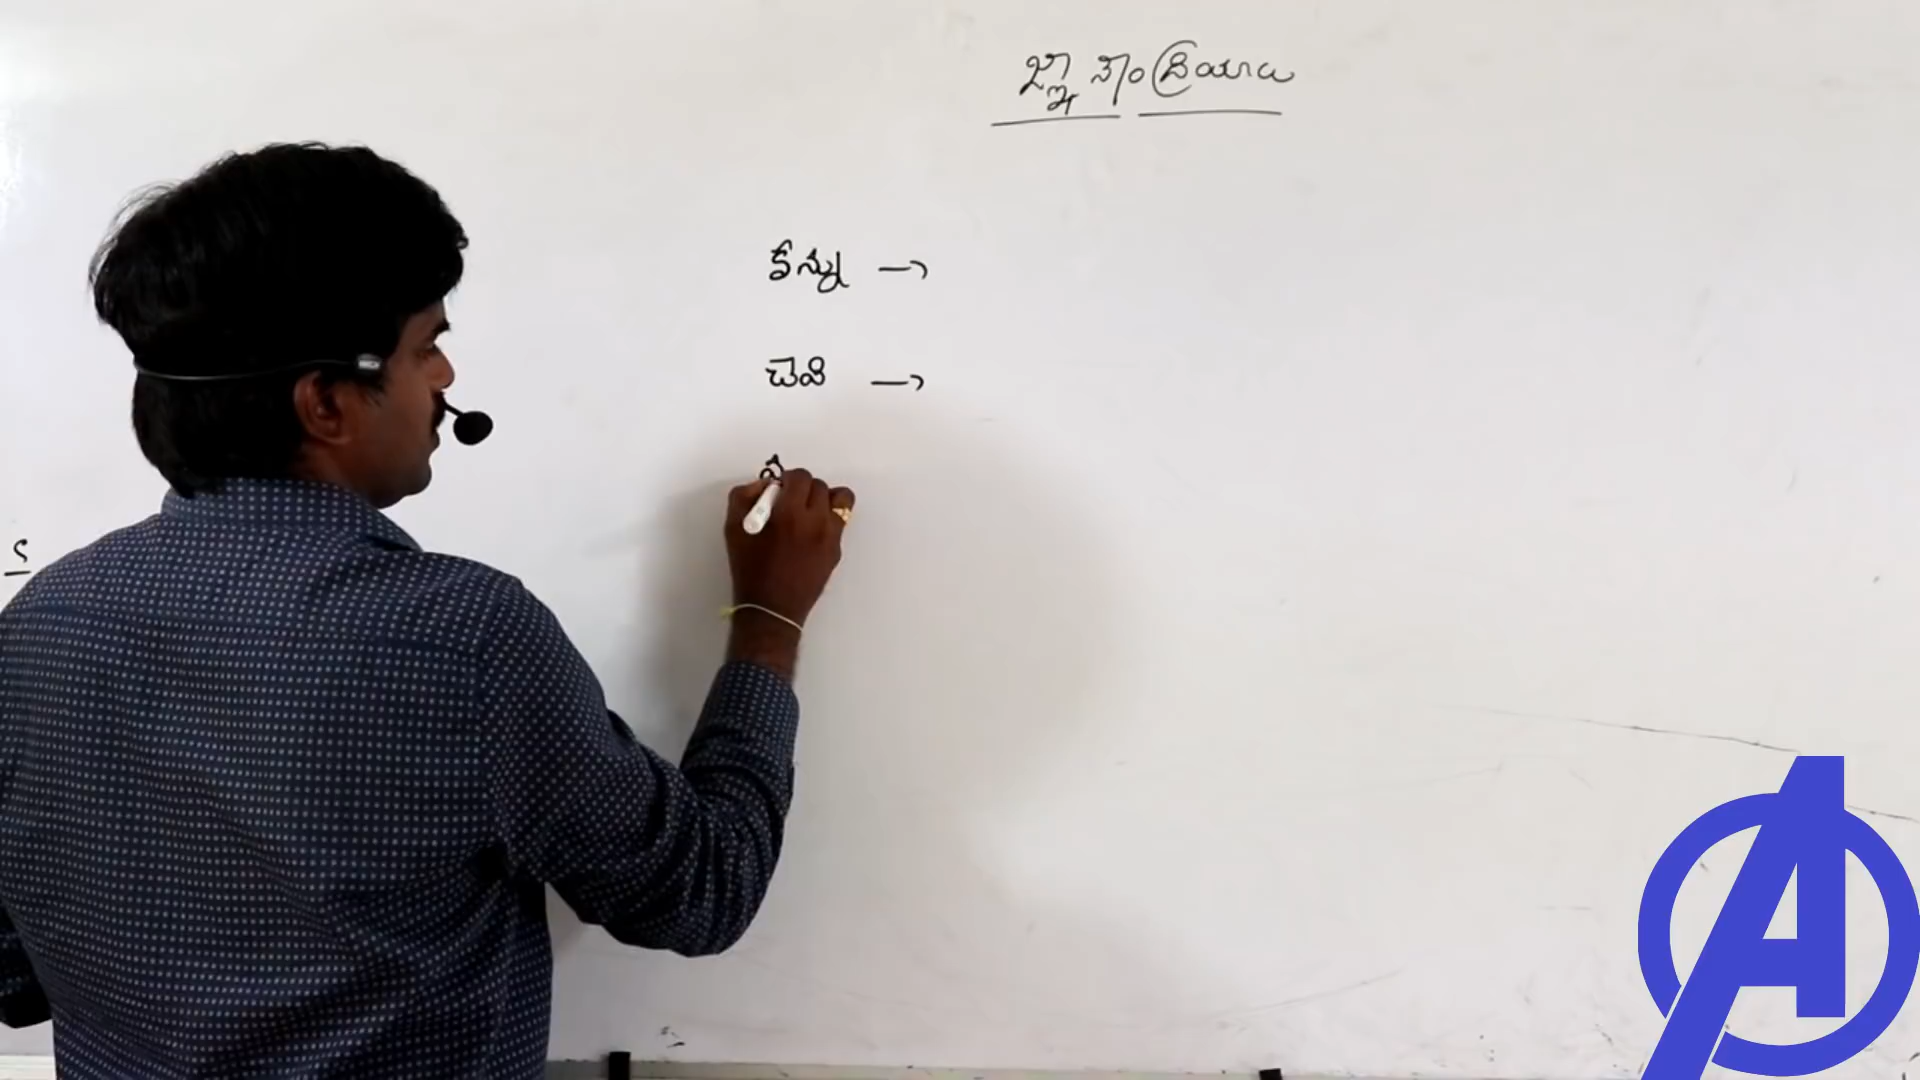 జ్ఞానేంద్రియాలు
కన్ను →
చెవి →